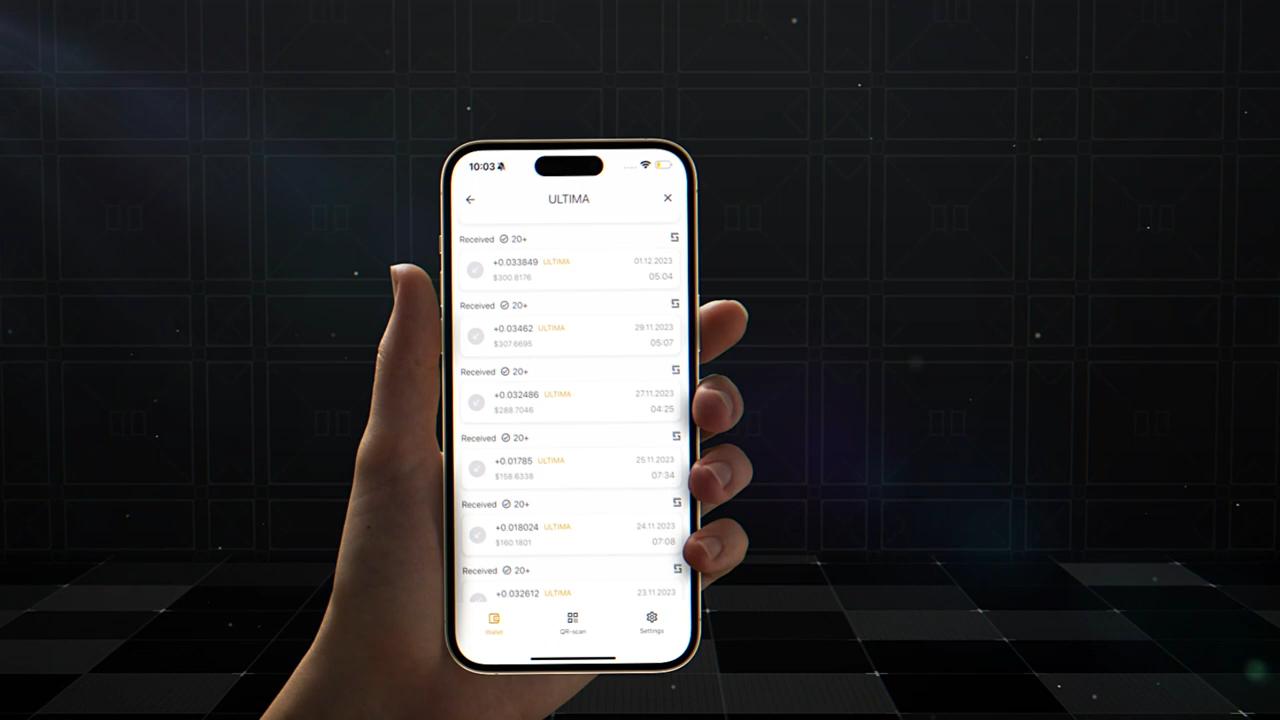 10:03
ULTIMA
Received 20+
+0.033849 ULTIMA 01.12.2023
$300.8176 05:04
Received 20+
+0.03462 ULTIMA 29.11.2023
$307.6695 05:07
Received 20+
+0.032486 ULTIMA 27.11.2023
$288.7046 04:25
Received 20+
+0.01785 ULTIMA 25.11.2023
$158.6338 07:34
Received 20+
+0.018024 ULTIMA 24.11.2023
$160.1801 07:08
Received 20+
+0.032612 ULTIMA 23.11.2023
Wallet QR-scan Settings